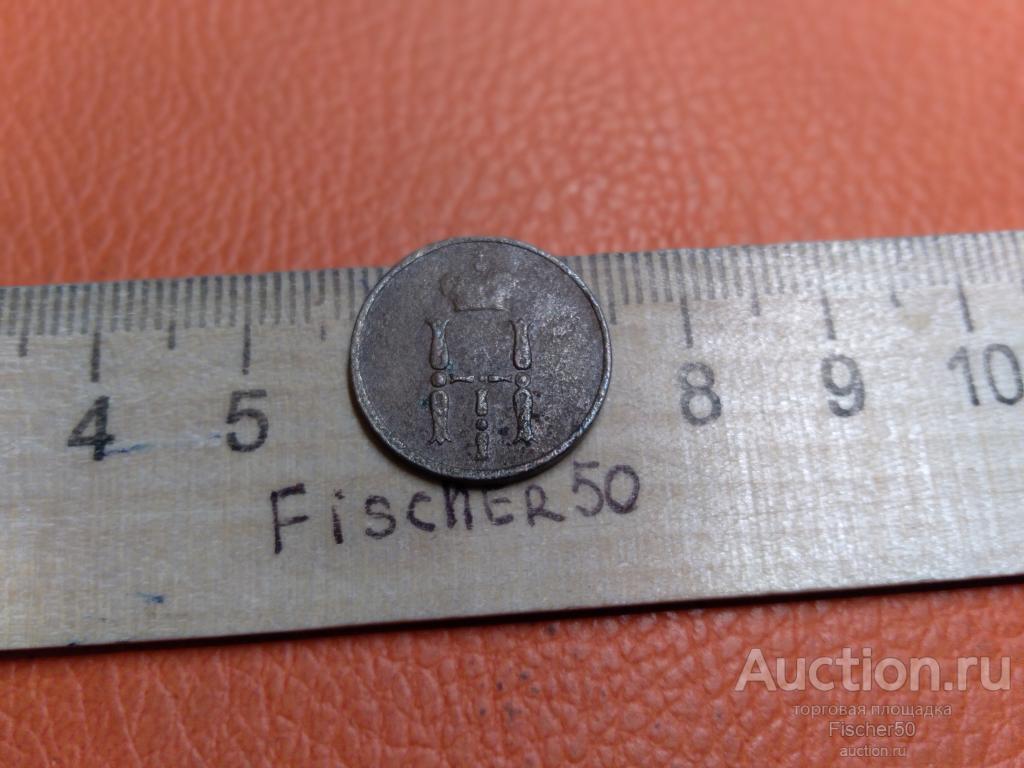 4 5 8 9 10
Fischer50
Auction.ru
торговая площадка
Fischer50
auction.ru